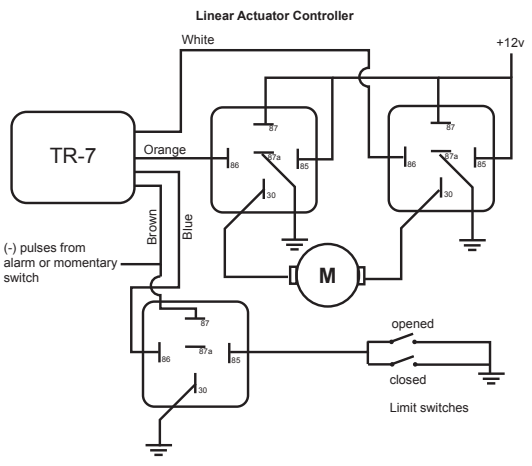 Linear Actuator Controller
White
+12v
TR-7
Orange
87
87a
86
85
30
87
87a
86
85
30
Brown
Blue
(-) pulses from
alarm or momentary
switch
M
87
87a
86
85
30
opened
closed
Limit switches